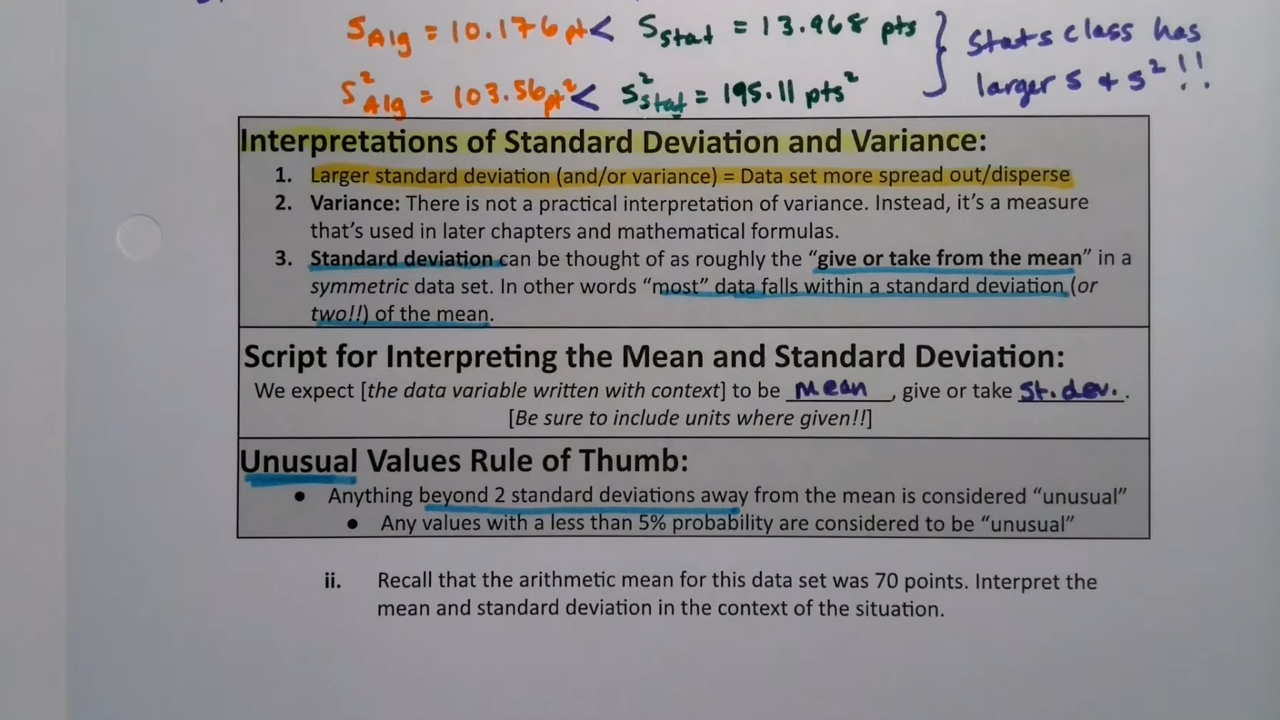 S Alg = 10.176 pt < S stat = 13.968 pts } Stats class has
S² Alg = 103.56 pt² < S² stat = 195.11 pts² larger s + s²!!
Interpretations of Standard Deviation and Variance:
1. Larger standard deviation (and/or variance) = Data set more spread out/disperse
2. Variance: There is not a practical interpretation of variance. Instead, it's a measure
that's used in later chapters and mathematical formulas.
3. Standard deviation can be thought of as roughly the "give or take from the mean" in a
symmetric data set. In other words "most" data falls within a standard deviation (or
two!!) of the mean.
Script for Interpreting the Mean and Standard Deviation:
We expect [the data variable written with context] to be mean, give or take St. dev..
[Be sure to include units where given!!]
Unusual Values Rule of Thumb:
• Anything beyond 2 standard deviations away from the mean is considered "unusual"
• Any values with a less than 5% probability are considered to be "unusual"
ii. Recall that the arithmetic mean for this data set was 70 points. Interpret the
mean and standard deviation in the context of the situation.